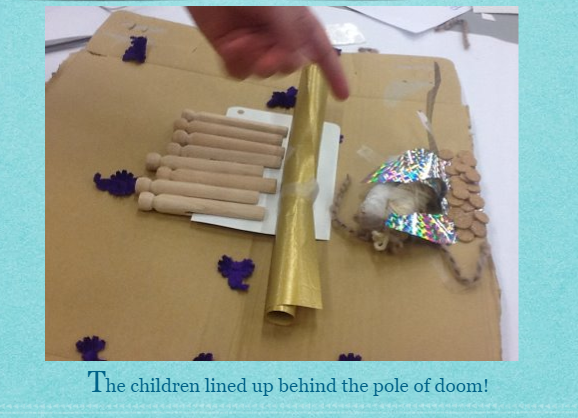 The children lined up behind the pole of doom!